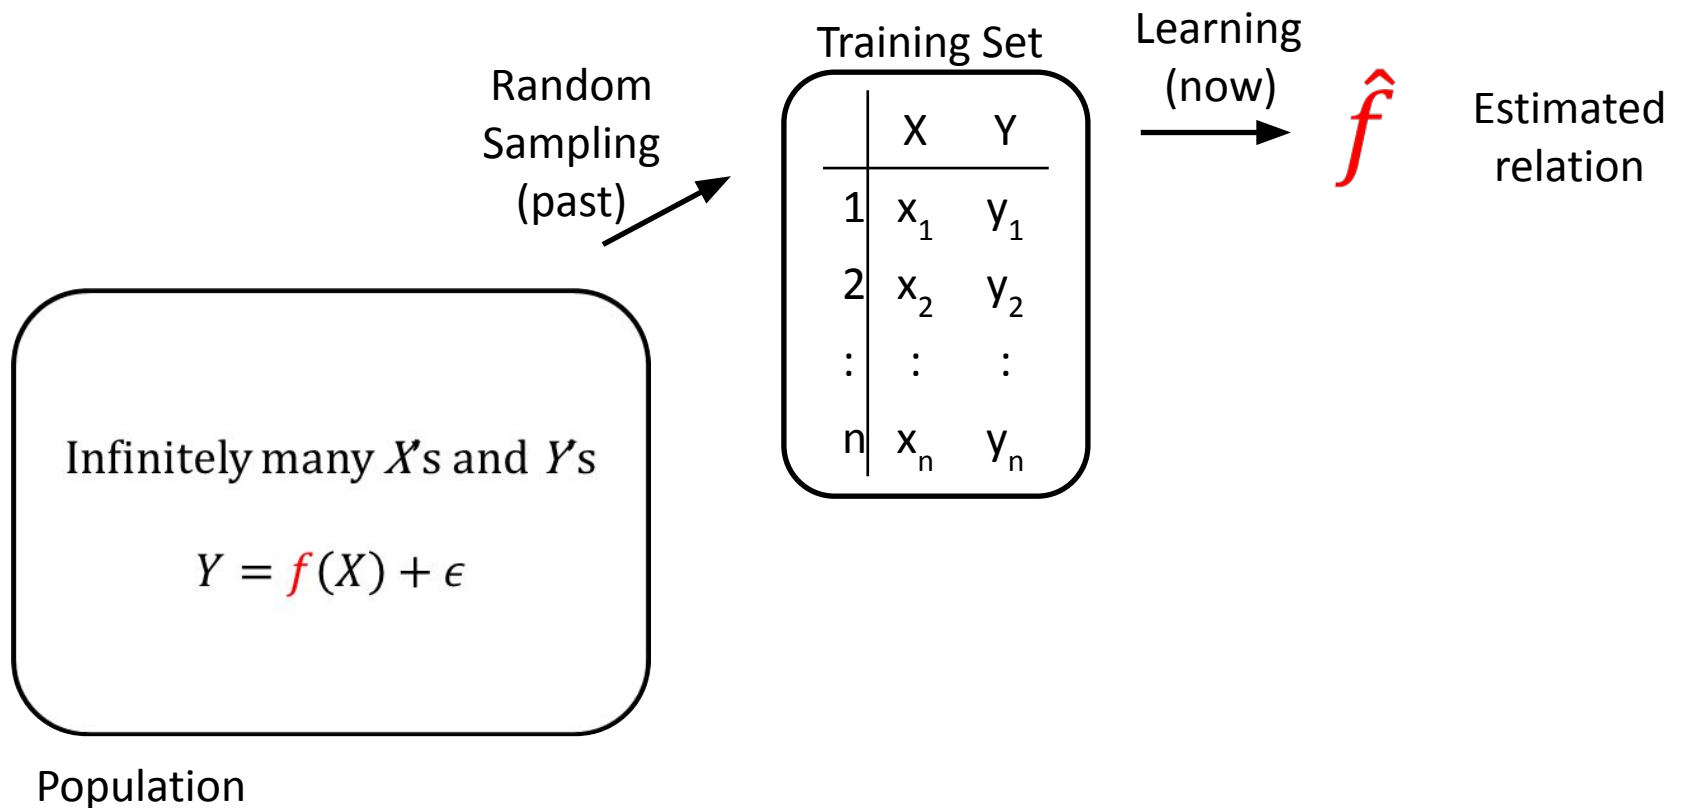 Random
Sampling
(past)
Training Set
X Y
1 x₁ y₁
2 x₂ y₂
: : :
n xₙ yₙ
Learning
(now)
f̂
Estimated
relation
Infinitely many X's and Y's
Y = f(X) + ϵ
Population